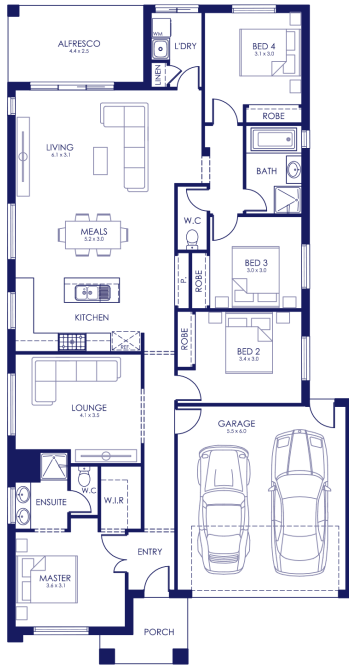 ALFRESCO
4.4 x 2.5
WM
L'DRY
LINEN
BED 4
3.1 x 3.0
ROBE
LIVING
6.1 x 3.1
BATH
MEALS
5.2 x 3.0
W.C
BED 3
3.0 x 3.0
P.
ROBE
KITCHEN
REF
ROBE
BED 2
3.4 x 3.0
LOUNGE
4.1 x 3.5
GARAGE
5.5 x 6.0
W.C
W.I.R
ENSUITE
ENTRY
MASTER
3.6 x 3.1
PORCH